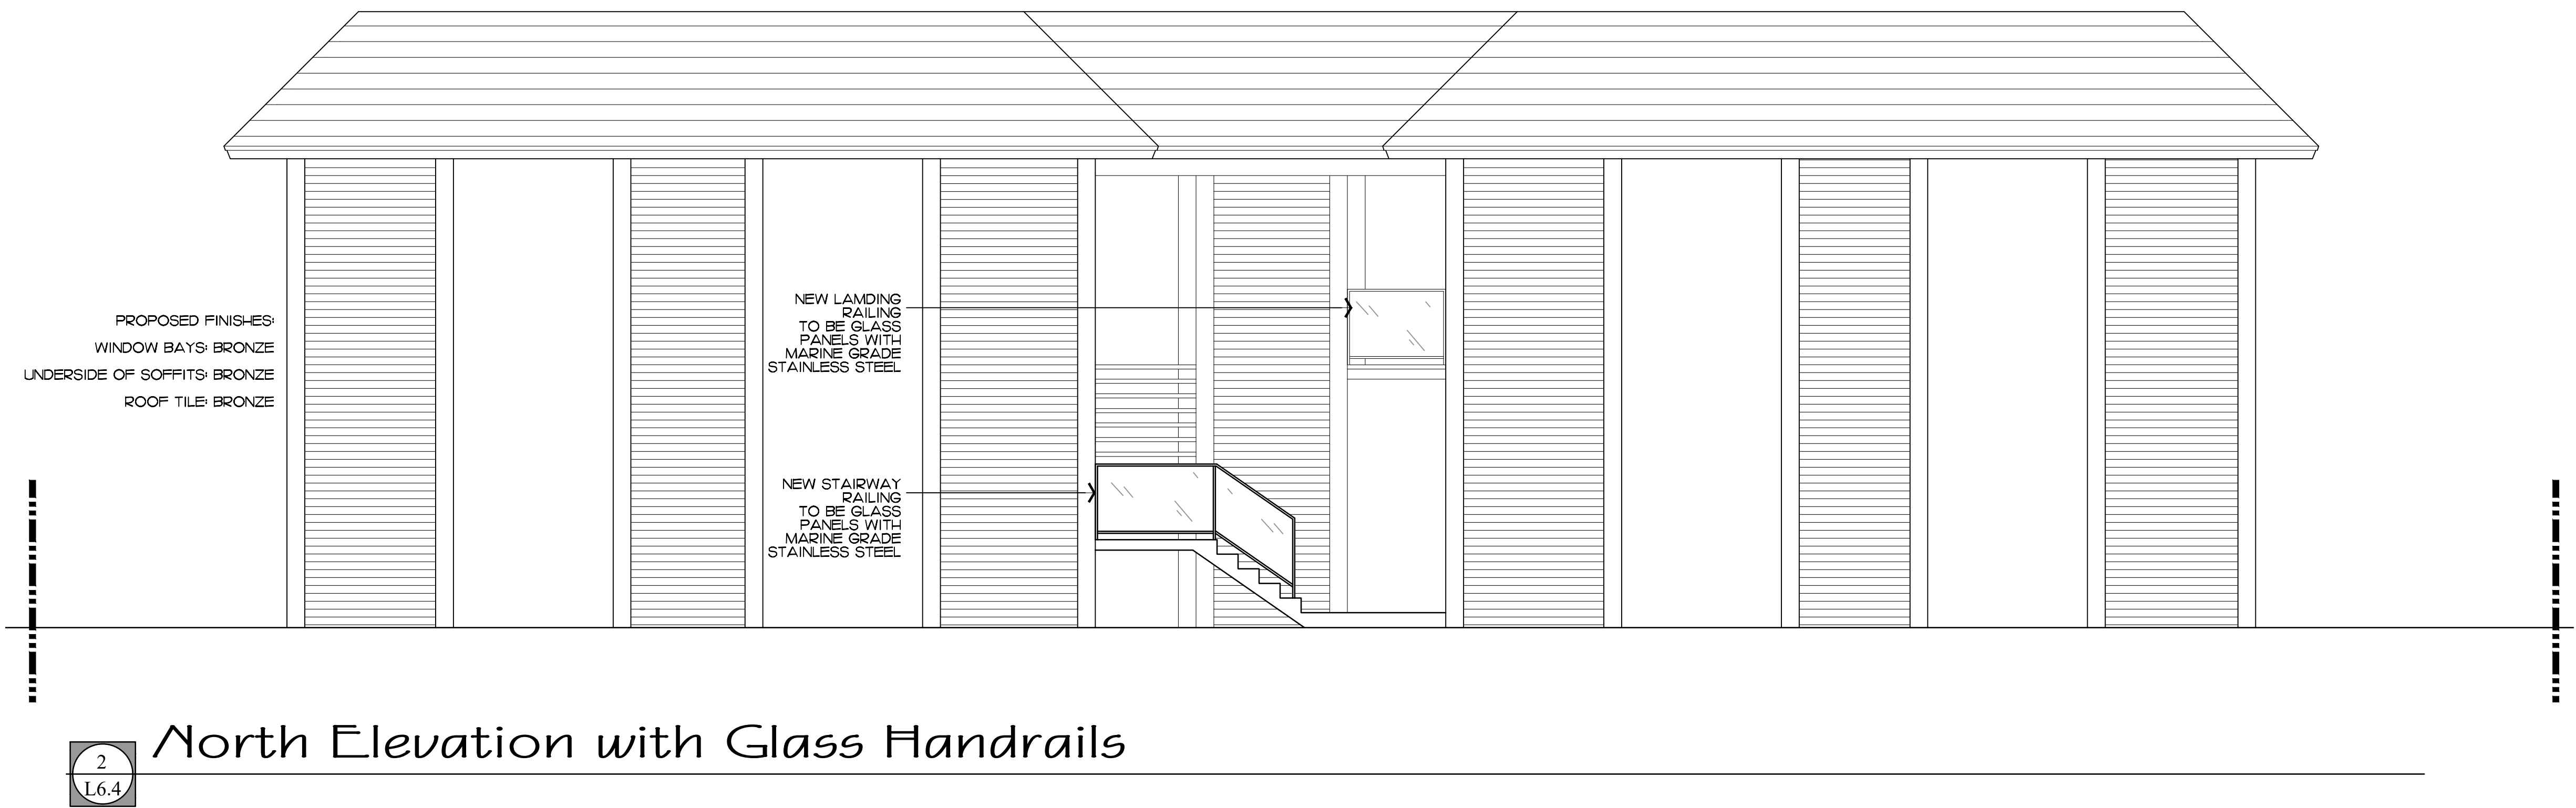 PROPOSED FINISHES:
WINDOW BAYS: BRONZE
UNDERSIDE OF SOFFITS: BRONZE
ROOF TILE: BRONZE
NEW LAMDING
RAILING
TO BE GLASS
PANELS WITH
MARINE GRADE
STAINLESS STEEL
NEW STAIRWAY
RAILING
TO BE GLASS
PANELS WITH
MARINE GRADE
STAINLESS STEEL
North Elevation with Glass Handrails
2
L6.4